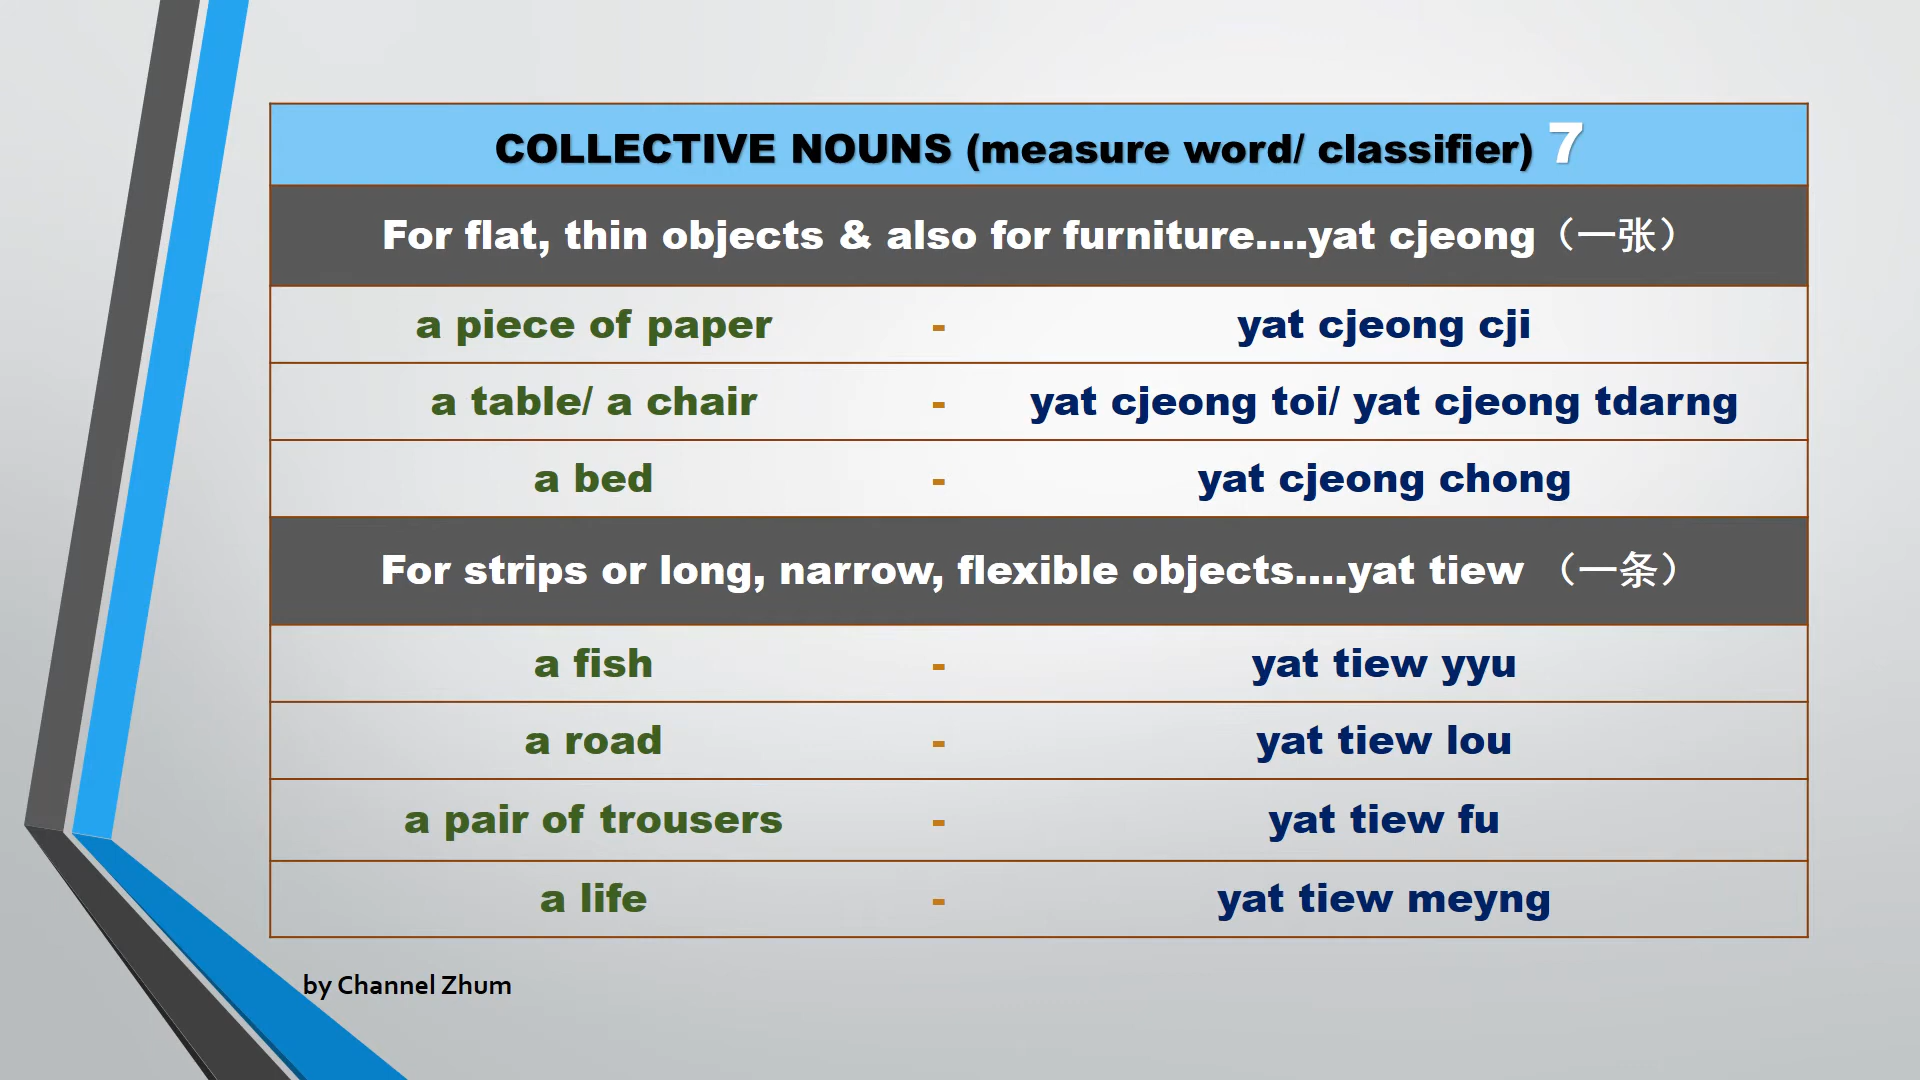 COLLECTIVE NOUNS (measure word/ classifier) 7
For flat, thin objects & also for furniture....yat cjeong（一张）
a piece of paper - yat cjeong cji
a table/ a chair - yat cjeong toi/ yat cjeong tdarng
a bed - yat cjeong chong
For strips or long, narrow, flexible objects....yat tiew （一条）
a fish - yat tiew yyu
a road - yat tiew lou
a pair of trousers - yat tiew fu
a life - yat tiew meyng
by Channel Zhum